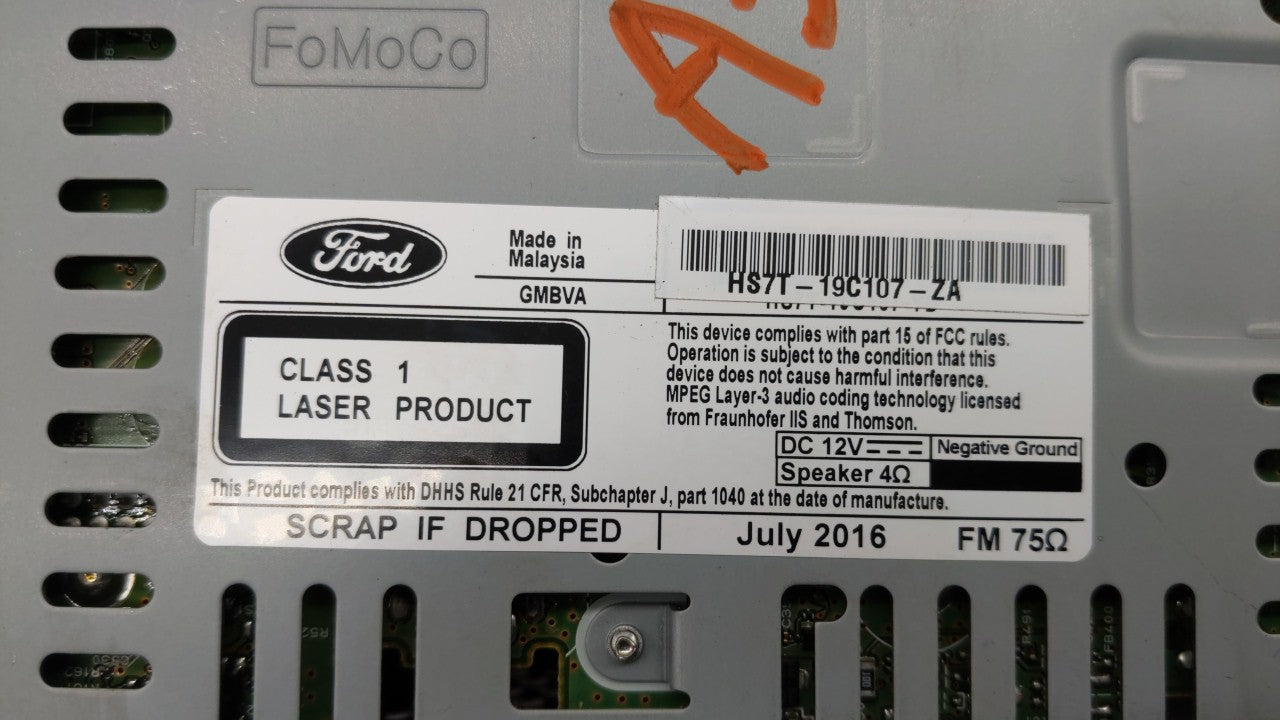 FoMoCo
A
Ford
Made in
Malaysia
GMBVA
HS7T-19C107-ZA
CLASS 1
LASER PRODUCT
This device complies with part 15 of FCC rules.
Operation is subject to the condition that this
device does not cause harmful interference.
MPEG Layer-3 audio coding technology licensed
from Fraunhofer IIS and Thomson.
DC 12V
Negative Ground
Speaker 4Ω
This Product complies with DHHS Rule 21 CFR, Subchapter J, part 1040 at the date of manufacture.
SCRAP IF DROPPED
July 2016
FM 75Ω